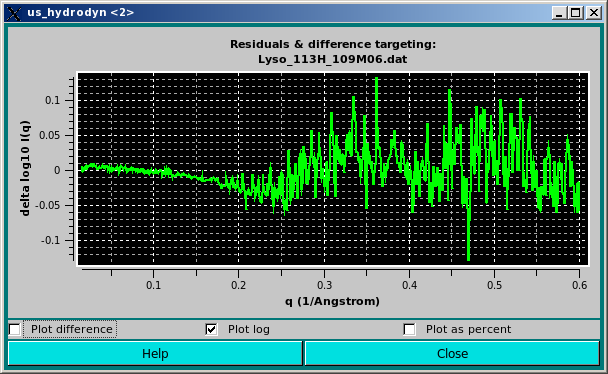 us_hydrodyn <2>
Residuals & difference targeting:
Lyso_113H_109M06.dat
delta log10 I(q)
0.1
0.05
0
-0.05
-0.1
0.1 0.2 0.3 0.4 0.5 0.6
q (1/Angstrom)
Plot difference Plot log Plot as percent
Help Close